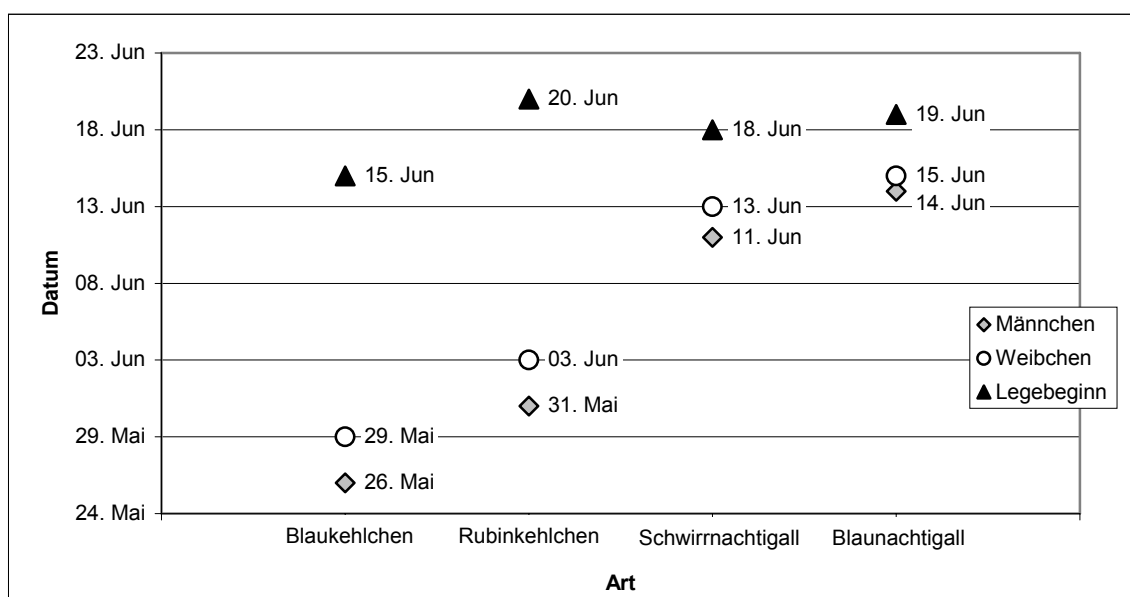 23. Jun
20. Jun
19. Jun
18. Jun
18. Jun
15. Jun
15. Jun
14. Jun
13. Jun
13. Jun
11. Jun
08. Jun
Datum
Männchen
03. Jun
03. Jun
Weibchen
31. Mai
Legebeginn
29. Mai
29. Mai
26. Mai
24. Mai
Blaukehlchen
Rubinkehlchen
Schwirrnachtigall
Blaunachtigall
Art